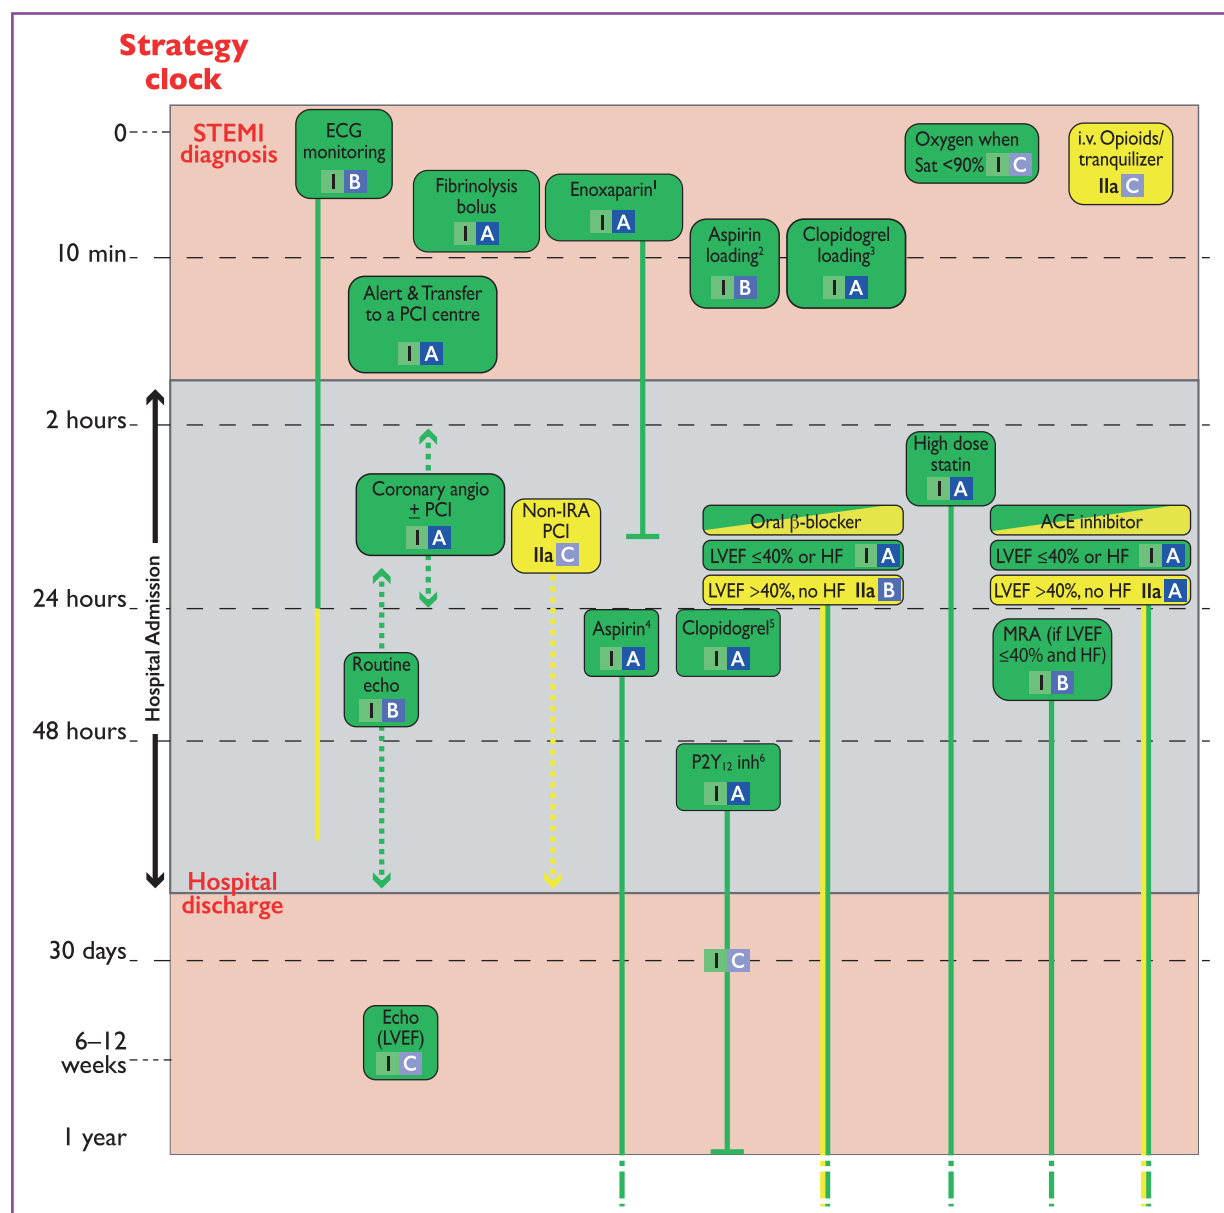 Strategy
clock
0
STEMI
diagnosis
ECG
monitoring
I B
Fibrinolysis
bolus
I A
Enoxaparin¹
I A
Aspirin
loading²
I B
Clopidogrel
loading³
I A
Oxygen when
Sat <90% I C
i.v. Opioids/
tranquilizer
IIa C
10 min
Alert & Transfer
to a PCI centre
I A
Hospital Admission
2 hours
Coronary angio
± PCI
I A
Non-IRA
PCI
IIa C
High dose
statin
I A
Oral β-blocker
LVEF ≤40% or HF I A
LVEF >40%, no HF IIa B
ACE inhibitor
LVEF ≤40% or HF I A
LVEF >40%, no HF IIa A
24 hours
Routine
echo
I B
Aspirin⁴
I A
Clopidogrel⁵
I A
MRA (if LVEF
≤40% and HF)
I B
48 hours
P2Y₁₂ inh⁶
I A
Hospital
discharge
30 days
I C
6–12
weeks
Echo
(LVEF)
I C
1 year